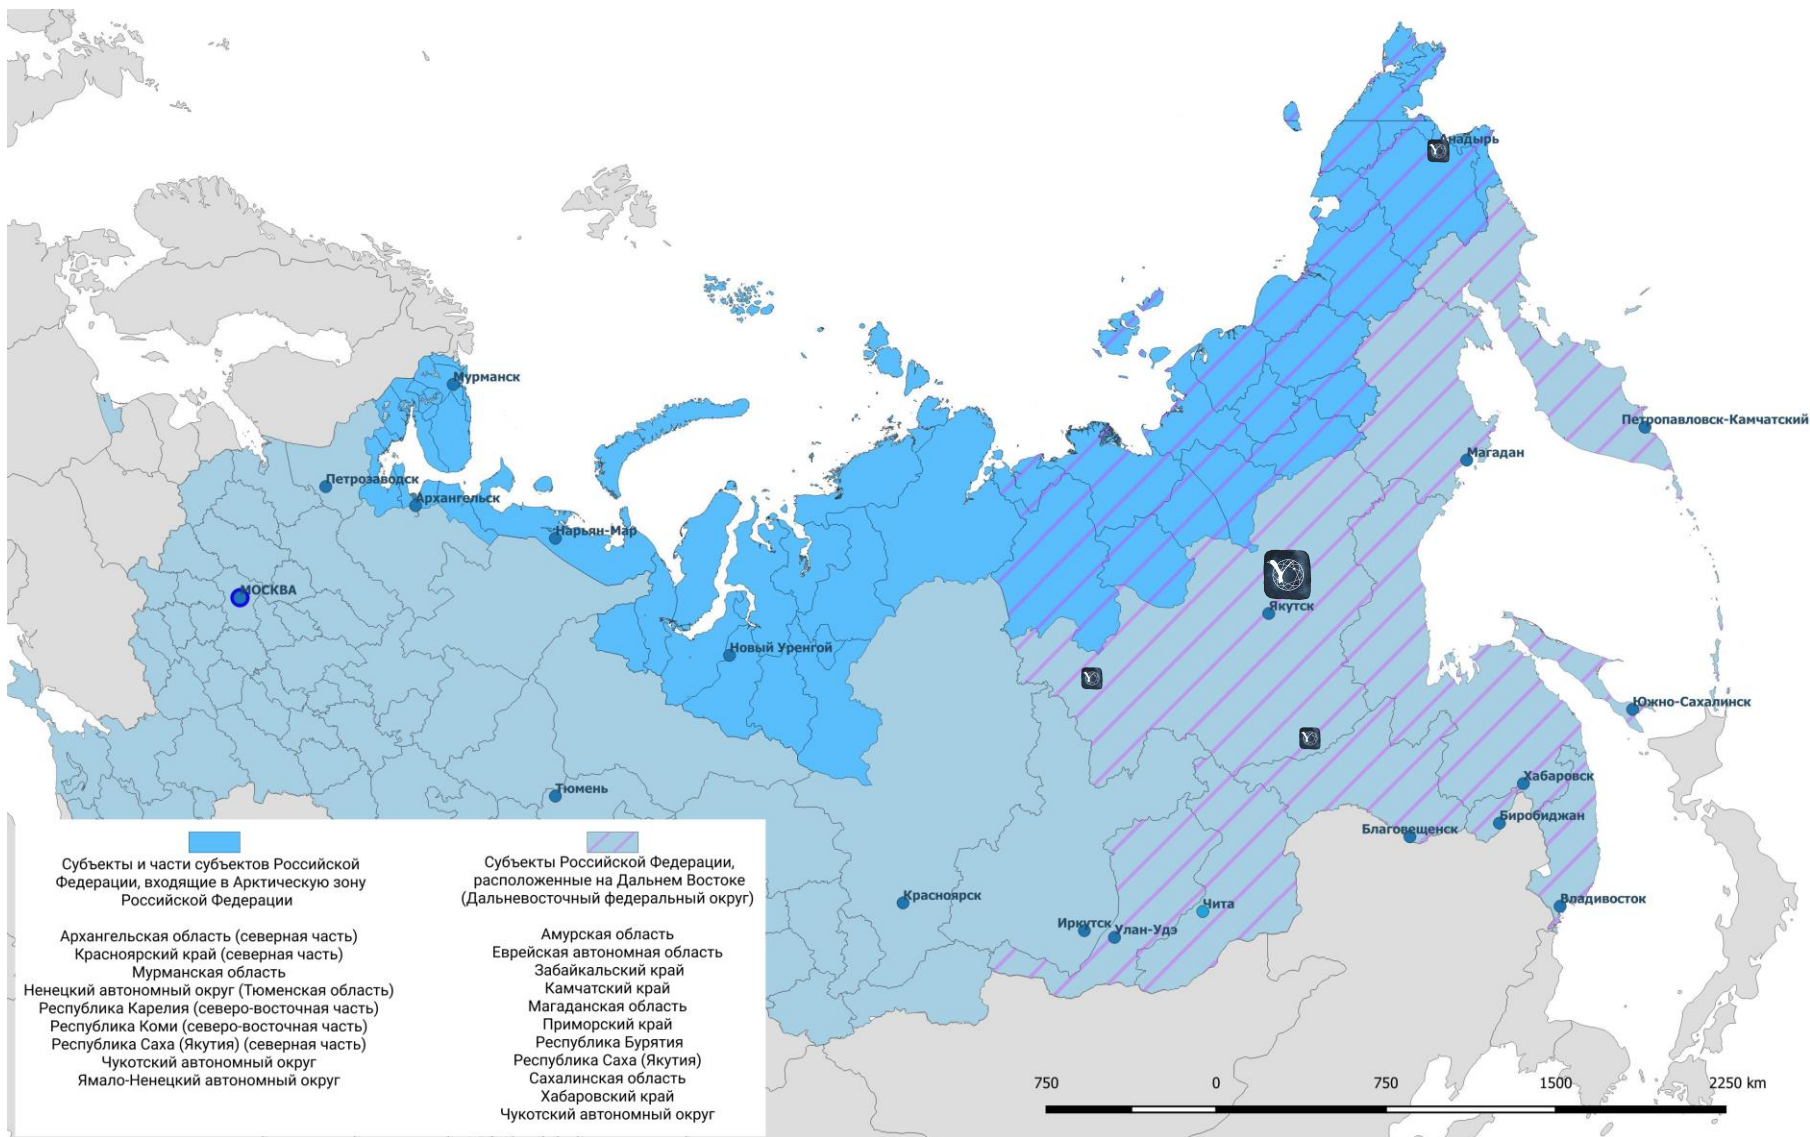 Анадырь
Мурманск
Петропавловск-Камчатский
Магадан
Петрозаводск
Архангельск
Нарьян-Мар
МОСКВА
Якутск
Новый Уренгой
Южно-Сахалинск
Тюмень
Хабаровск
Биробиджан
Благовещенск
Красноярск
Чита
Владивосток
Иркутск
Улан-Удэ
Субъекты и части субъектов Российской
Федерации, входящие в Арктическую зону
Российской Федерации
Архангельская область (северная часть)
Красноярский край (северная часть)
Мурманская область
Ненецкий автономный округ (Тюменская область)
Республика Карелия (северо-восточная часть)
Республика Коми (северо-восточная часть)
Республика Саха (Якутия) (северная часть)
Чукотский автономный округ
Ямало-Ненецкий автономный округ
Субъекты Российской Федерации,
расположенные на Дальнем Востоке
(Дальневосточный федеральный округ)
Амурская область
Еврейская автономная область
Забайкальский край
Камчатский край
Магаданская область
Приморский край
Республика Бурятия
Республика Саха (Якутия)
Сахалинская область
Хабаровский край
Чукотский автономный округ
750 0 750 1500 2250 km
Y
Y
Y
Y